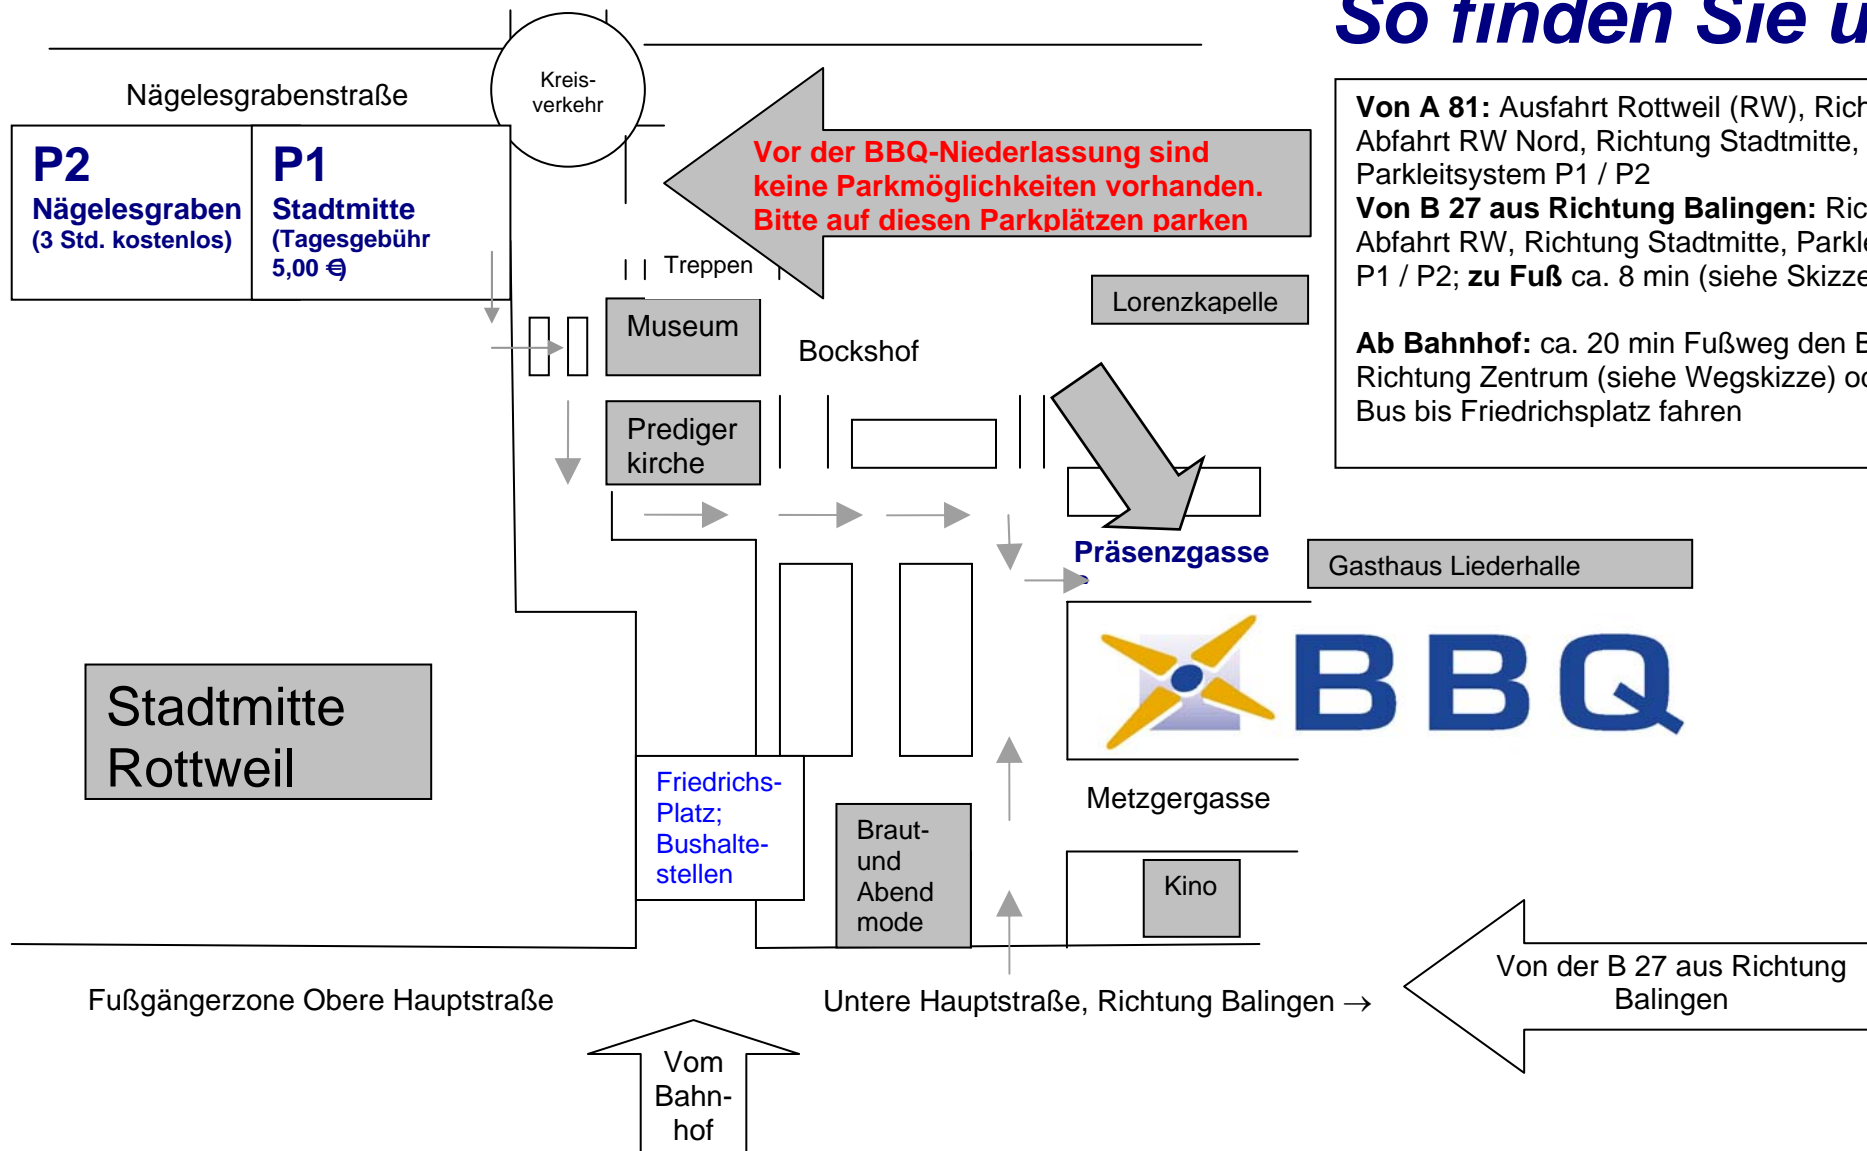 So finden Sie u
Kreis-
verkehr
Nägelesgrabenstraße
P2
Nägelesgraben
(3 Std. kostenlos)
P1
Stadtmitte
(Tagesgebühr
5,00 €)
Vor der BBQ-Niederlassung sind
keine Parkmöglichkeiten vorhanden.
Bitte auf diesen Parkplätzen parken
Von A 81: Ausfahrt Rottweil (RW), Rich
Abfahrt RW Nord, Richtung Stadtmitte,
Parkleitsystem P1 / P2
Von B 27 aus Richtung Balingen: Ric
Abfahrt RW, Richtung Stadtmitte, Parkle
P1 / P2; zu Fuß ca. 8 min (siehe Skizze
Ab Bahnhof: ca. 20 min Fußweg den B
Richtung Zentrum (siehe Wegskizze) od
Bus bis Friedrichsplatz fahren
Treppen
Museum
Bockshof
Lorenzkapelle
Prediger
kirche
Präsenzgasse
Gasthaus Liederhalle
BBQ
Stadtmitte
Rottweil
Friedrichs-
Platz;
Bushalte-
stellen
Braut-
und
Abend
mode
Metzgergasse
Kino
Fußgängerzone Obere Hauptstraße
Untere Hauptstraße, Richtung Balingen →
Von der B 27 aus Richtung
Balingen
Vom
Bahn-
hof